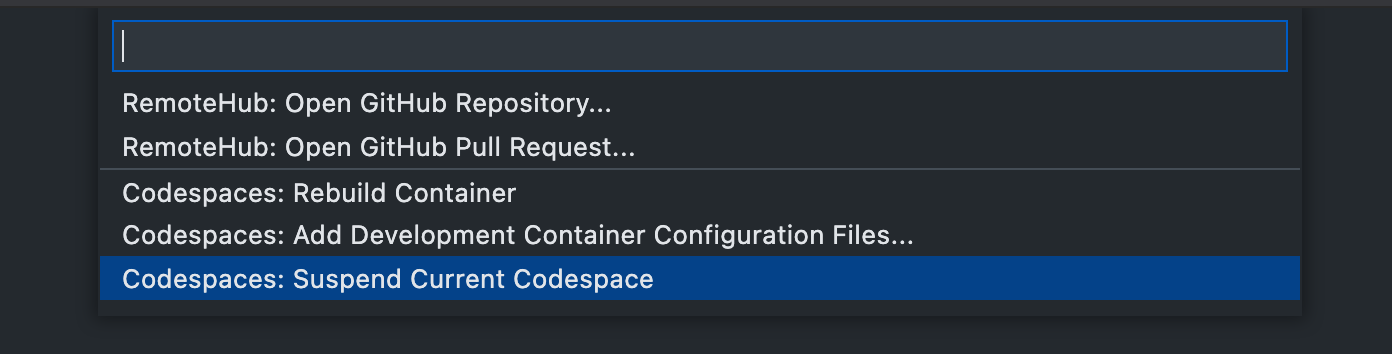 RemoteHub: Open GitHub Repository...
RemoteHub: Open GitHub Pull Request...
Codespaces: Rebuild Container
Codespaces: Add Development Container Configuration Files...
Codespaces: Suspend Current Codespace